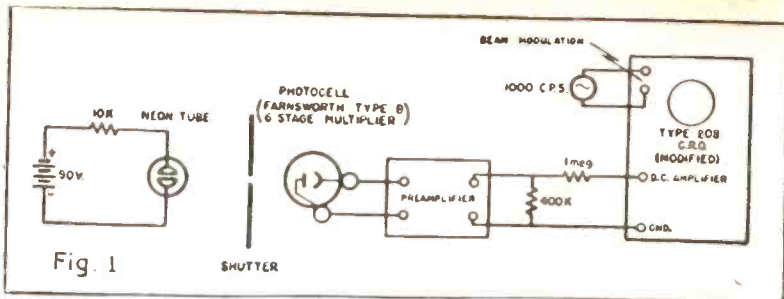 BEAM MODULATION
1000 C.P.S.
PHOTOCELL
(FARNSWORTH TYPE B)
6 STAGE MULTIPLIER)
10K
NEON TUBE
90V.
+
-
TYPE 208
C.R.O.
(MODIFIED)
1 meg
D.C. AMPLIFIER
PREAMPLIFIER
400K
GND.
Fig. 1
SHUTTER